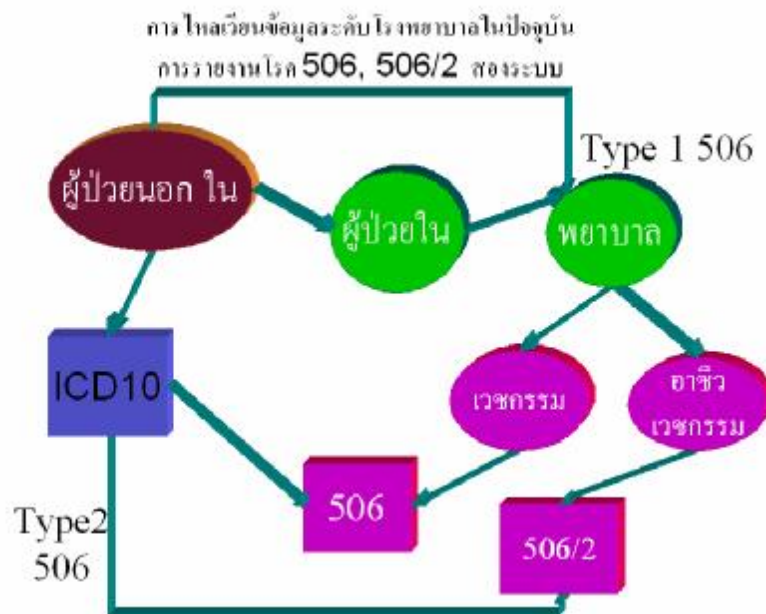 การไหลเวียนข้อมูลระดับโรงพยาบาลในปัจจุบัน
การรายงานโรค 506, 506/2 สองระบบ
Type 1 506
ผู้ป่วยนอก ใน
ผู้ป่วยใน
พยาบาล
ICD10
เวชกรรม
อาชีว
เวชกรรม
506
506/2
Type2
506